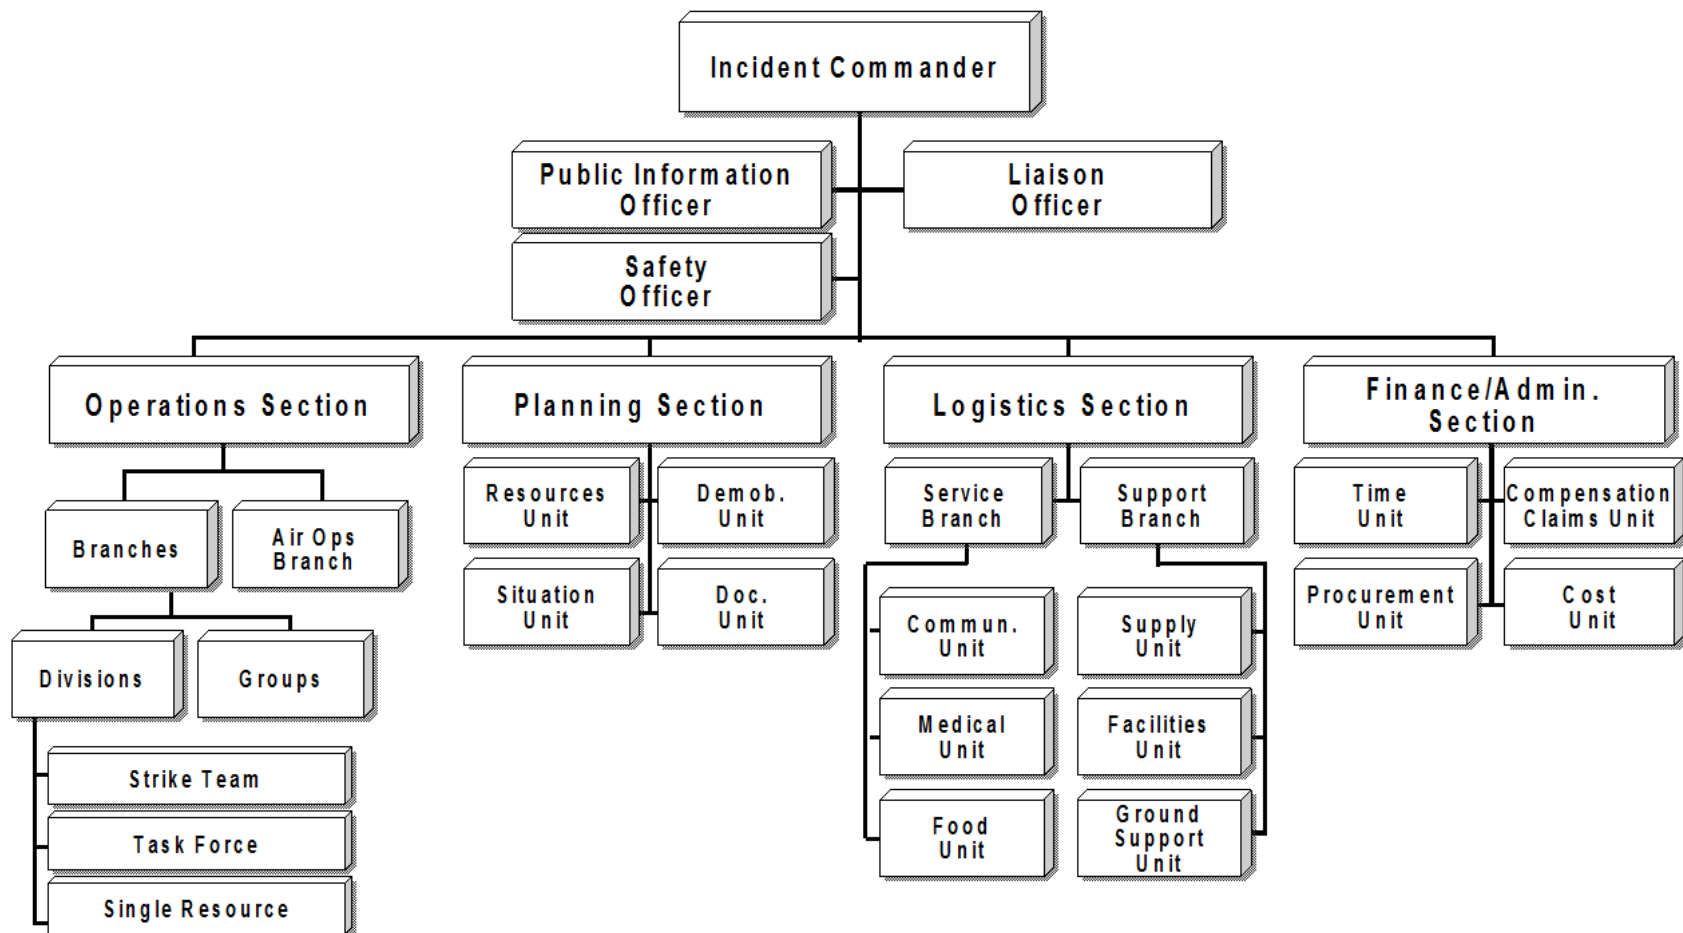 Incident Commander
Public Information
Officer
Liaison
Officer
Safety
Officer
Operations Section
Planning Section
Logistics Section
Finance/Admin.
Section
Branches
Air Ops
Branch
Divisions
Groups
Strike Team
Task Force
Single Resource
Resources
Unit
Demob.
Unit
Situation
Unit
Doc.
Unit
Service
Branch
Support
Branch
Commun.
Unit
Supply
Unit
Medical
Unit
Facilities
Unit
Food
Unit
Ground
Support
Unit
Time
Unit
Compensation
Claims Unit
Procurement
Unit
Cost
Unit